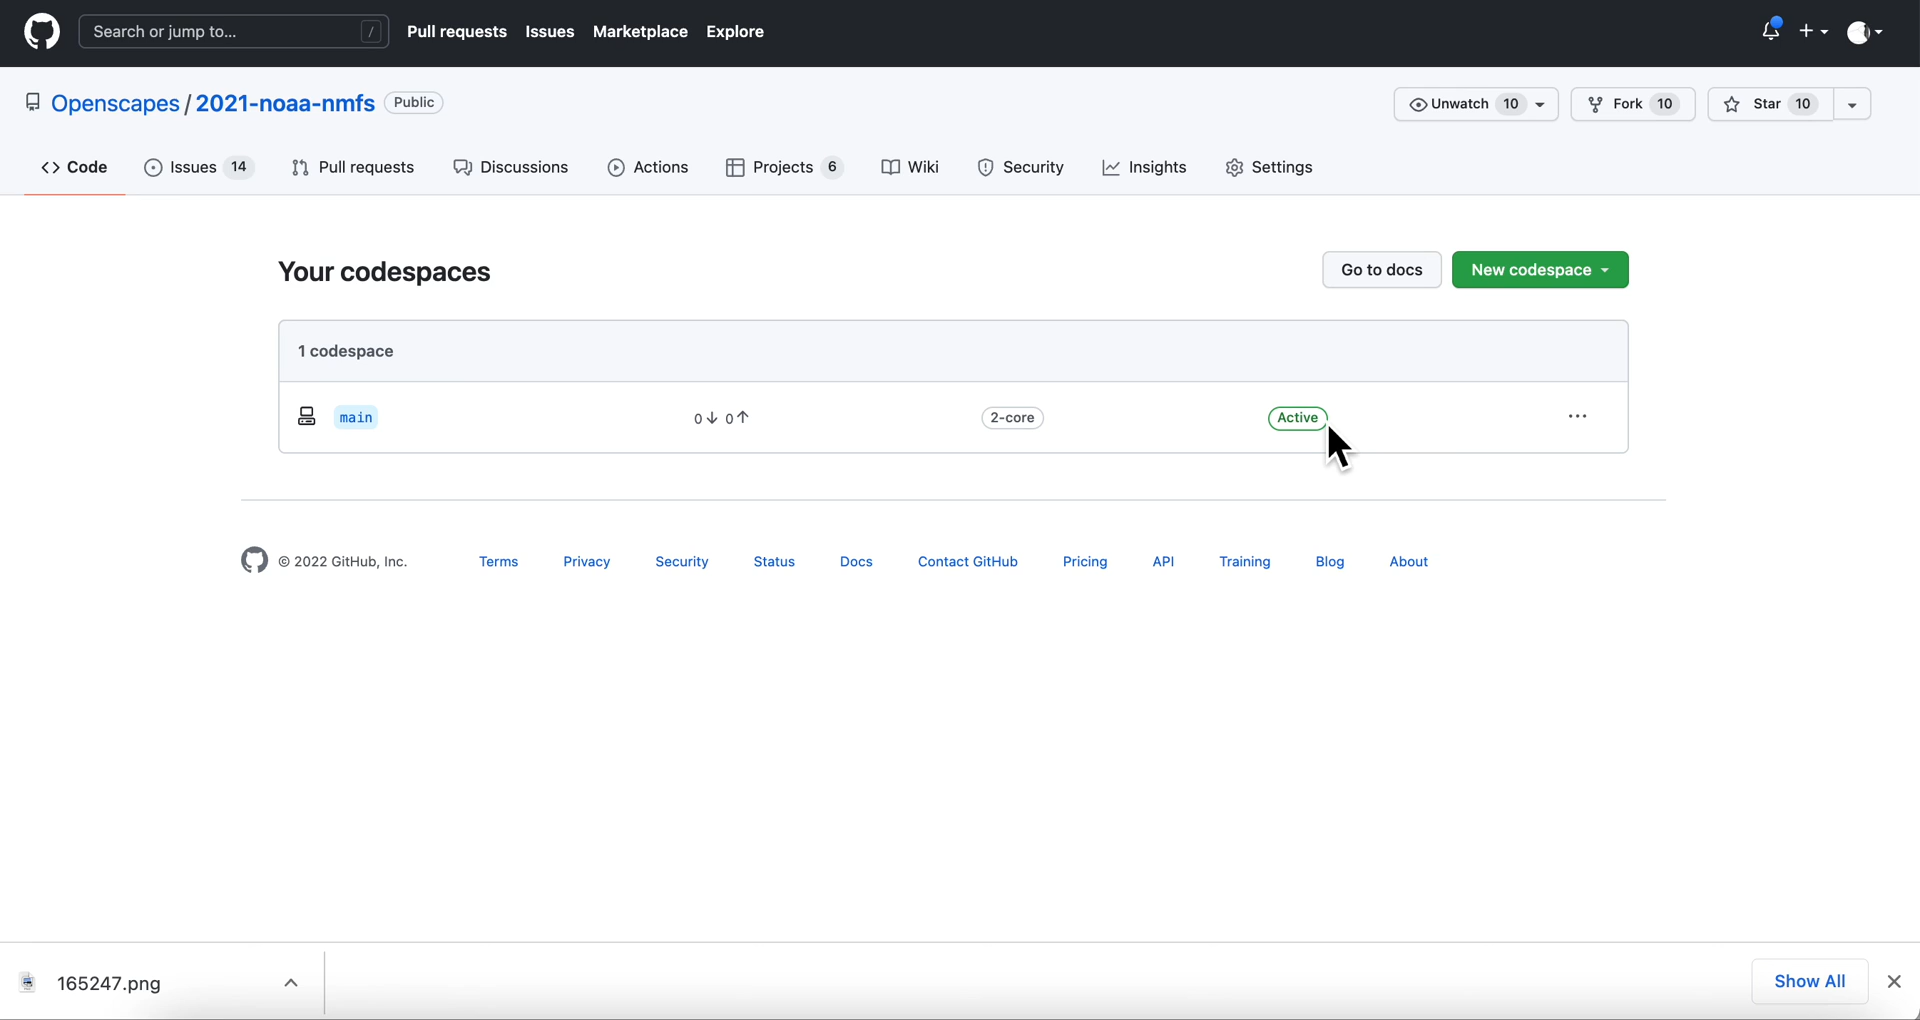 Search or jump to... / Pull requests Issues Marketplace Explore
Openscapes / 2021-noaa-nmfs Public Unwatch 10 Fork 10 Star 10
<> Code Issues 14 Pull requests Discussions Actions Projects 6 Wiki Security Insights Settings
Your codespaces Go to docs New codespace
1 codespace
main 0↓ 0↑ 2-core Active ...
© 2022 GitHub, Inc. Terms Privacy Security Status Docs Contact GitHub Pricing API Training Blog About
165247.png Show All